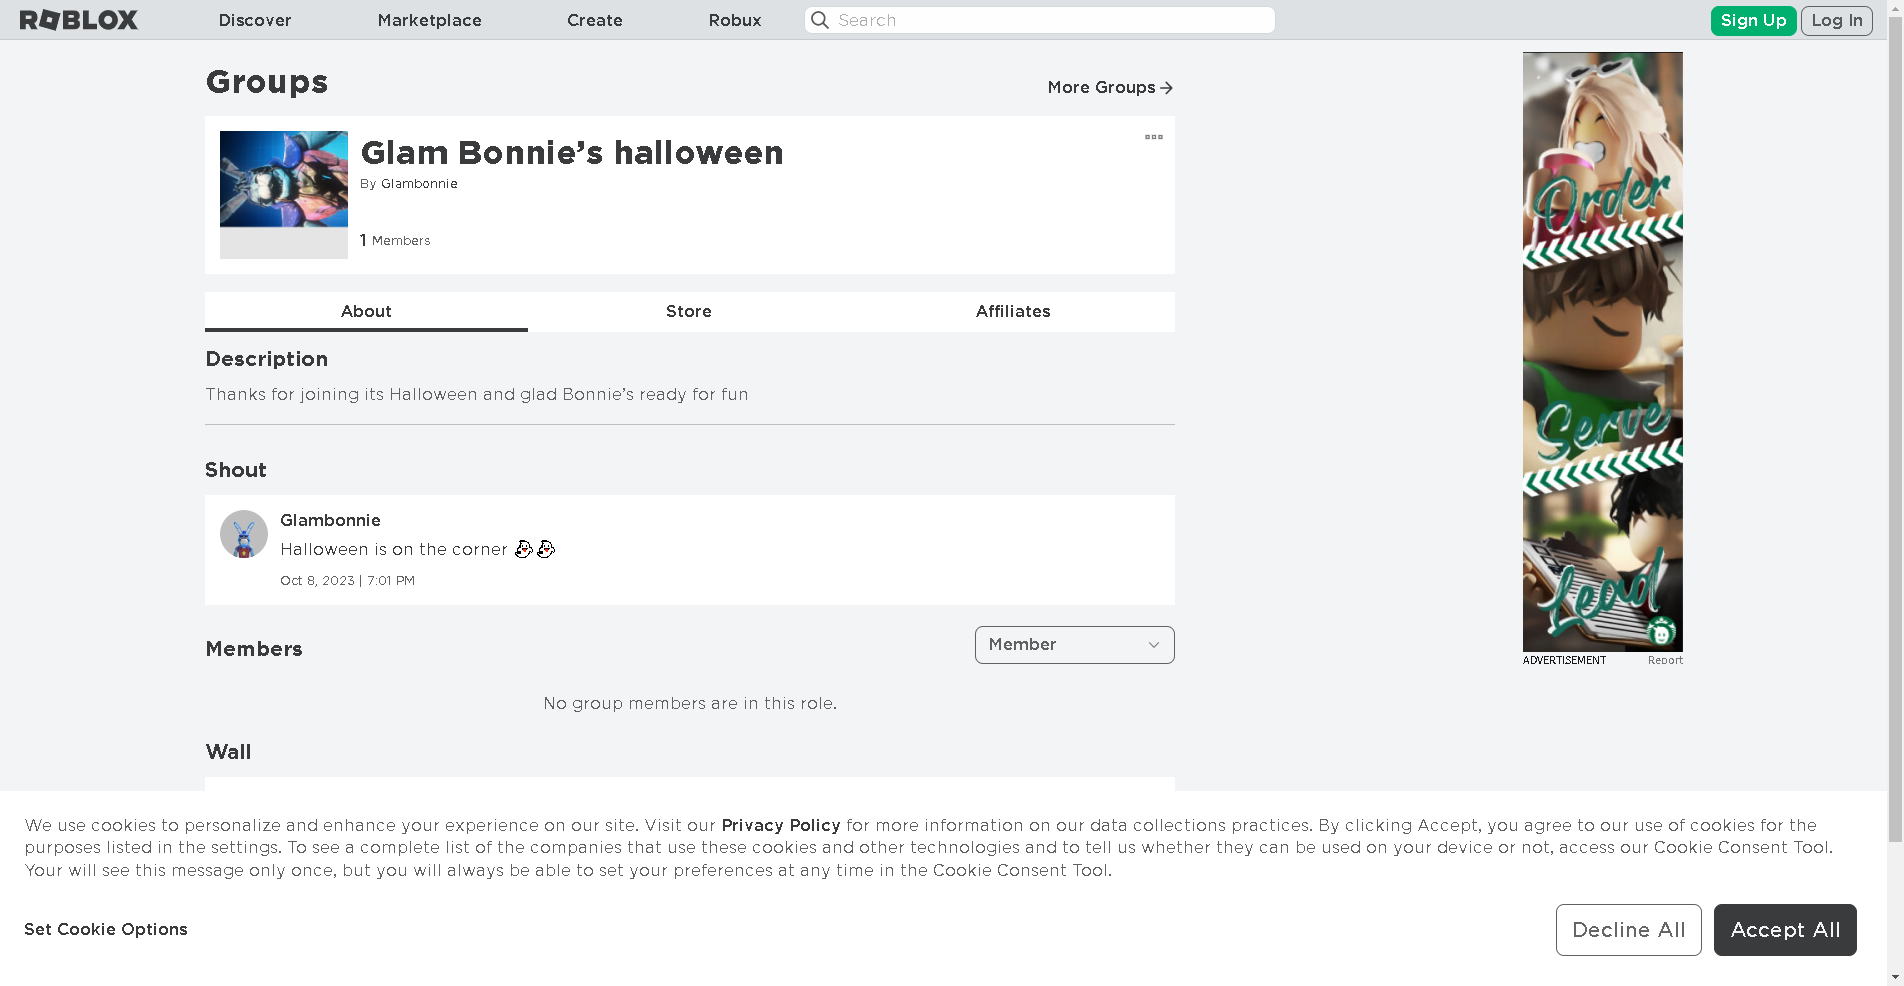 ROBLOX Discover Marketplace Create Robux Search Sign Up Log In
Groups
More Groups
Glam Bonnie’s halloween
By Glambonnie
1 Members
About Store Affiliates
Description
Thanks for joining its Halloween and glad Bonnie’s ready for fun
Shout
Glambonnie
Halloween is on the corner 👻👻
Oct 8, 2023 | 7:01 PM
Members
Member
No group members are in this role.
Wall
Order
Serve
Lead
ADVERTISEMENT Report
We use cookies to personalize and enhance your experience on our site. Visit our Privacy Policy for more information on our data collections practices. By clicking Accept, you agree to our use of cookies for the
purposes listed in the settings. To see a complete list of the companies that use these cookies and other technologies and to tell us whether they can be used on your device or not, access our Cookie Consent Tool.
Your will see this message only once, but you will always be able to set your preferences at any time in the Cookie Consent Tool.
Set Cookie Options
Decline All
Accept All